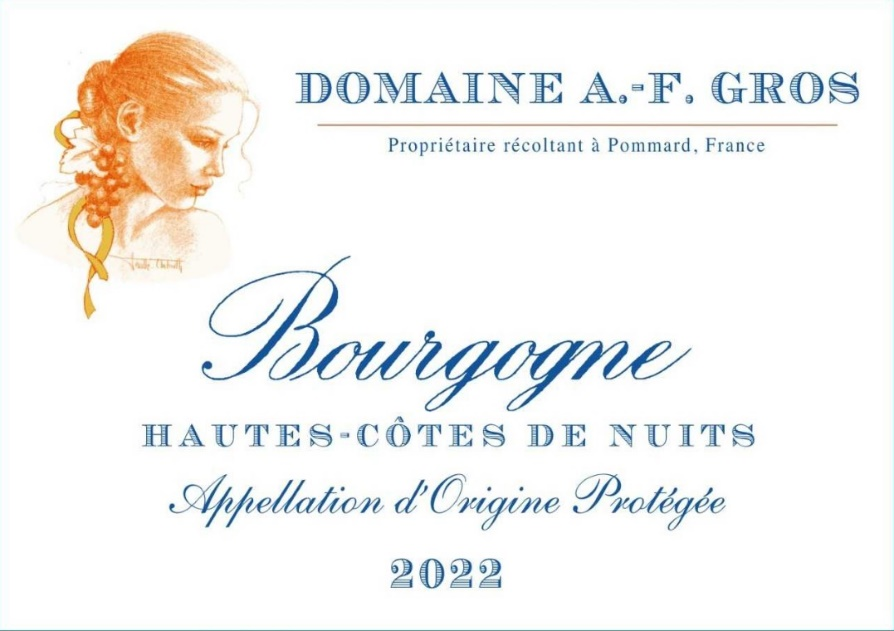 DOMAINE A.-F. GROS
Propriétaire récoltant à Pommard, France
Bourgogne
HAUTES-CÔTES DE NUITS
Appellation d'Origine Protégée
2022